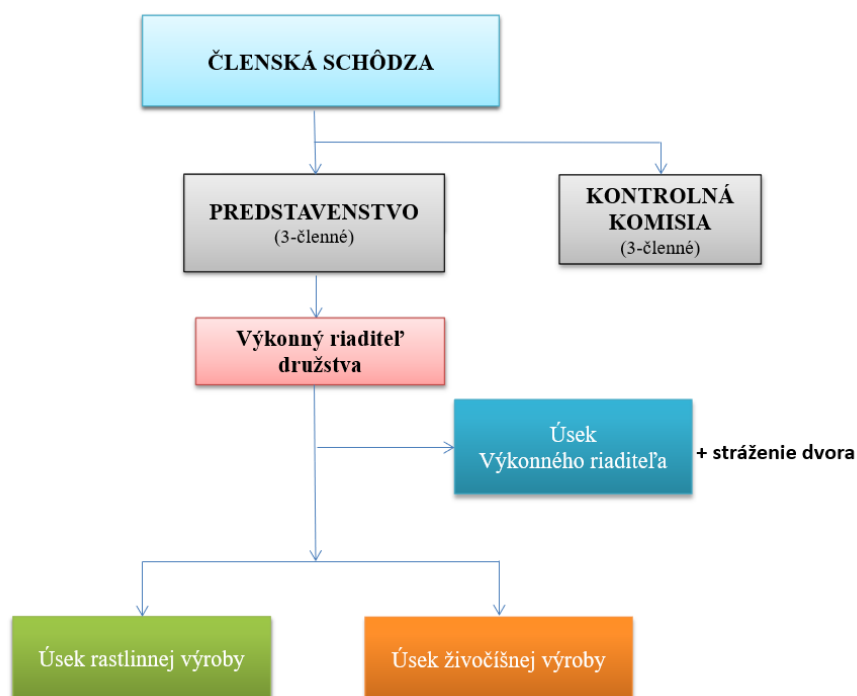 ČLENSKÁ SCHÔDZA
PREDSTAVENSTVO
(3-členné)
KONTROLNÁ
KOMISIA
(3-členné)
Výkonný riaditeľ
družstva
Úsek
Výkonného riaditeľa
+ stráženie dvora
Úsek rastlinnej výroby
Úsek živočíšnej výroby